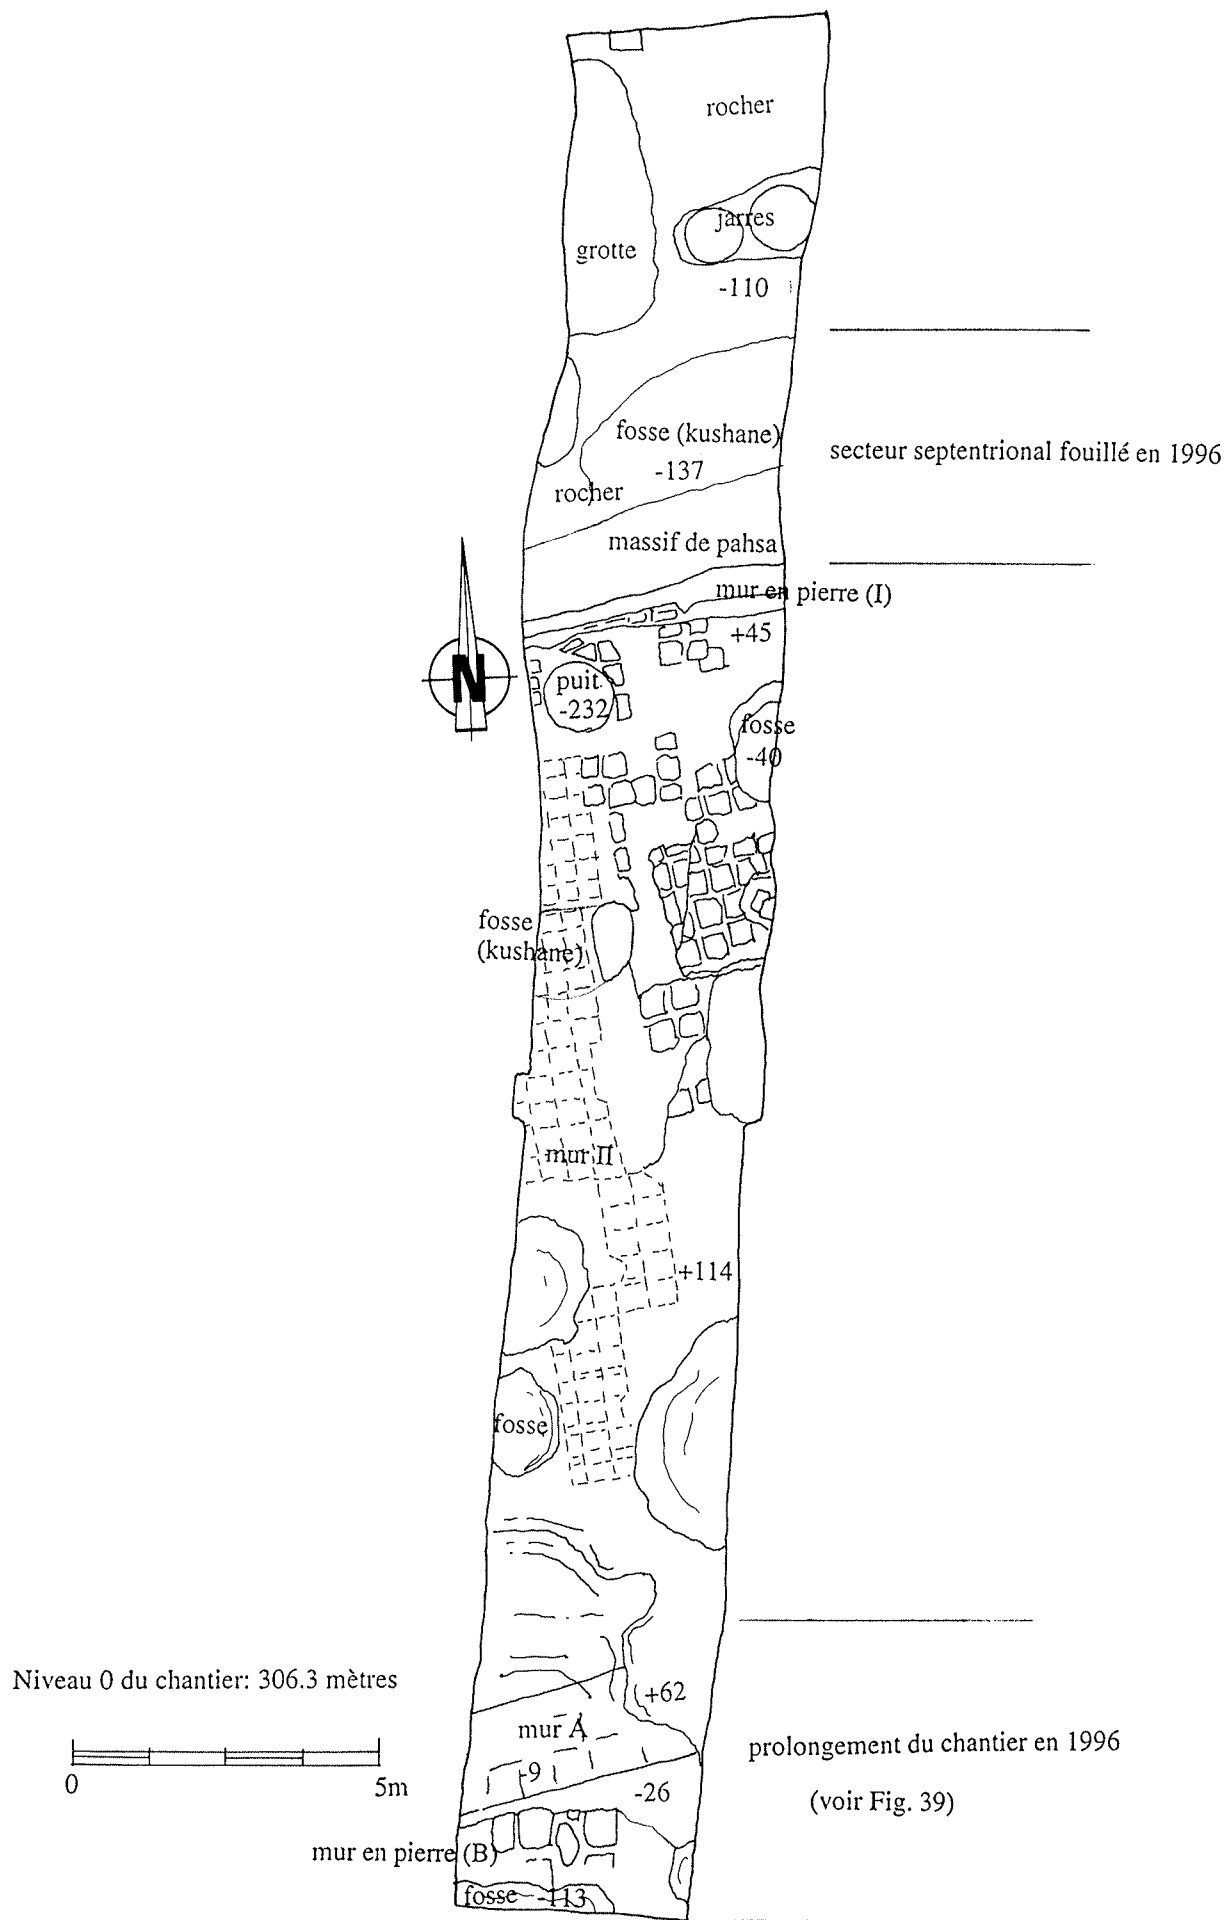 rocher
jarres
grotte
-110
fosse (kushane)
-137
secteur septentrional fouillé en 1996
rocher
massif de pahsa
mur en pierre (I)
+45
N
puit.
-232
fosse
-40
fosse
(kushane)
mur II
+114
fosse
Niveau 0 du chantier: 306.3 mètres
+62
mur A
prolongement du chantier en 1996
-9
0
5m
-26
(voir Fig. 39)
mur en pierre (B)
fosse -113